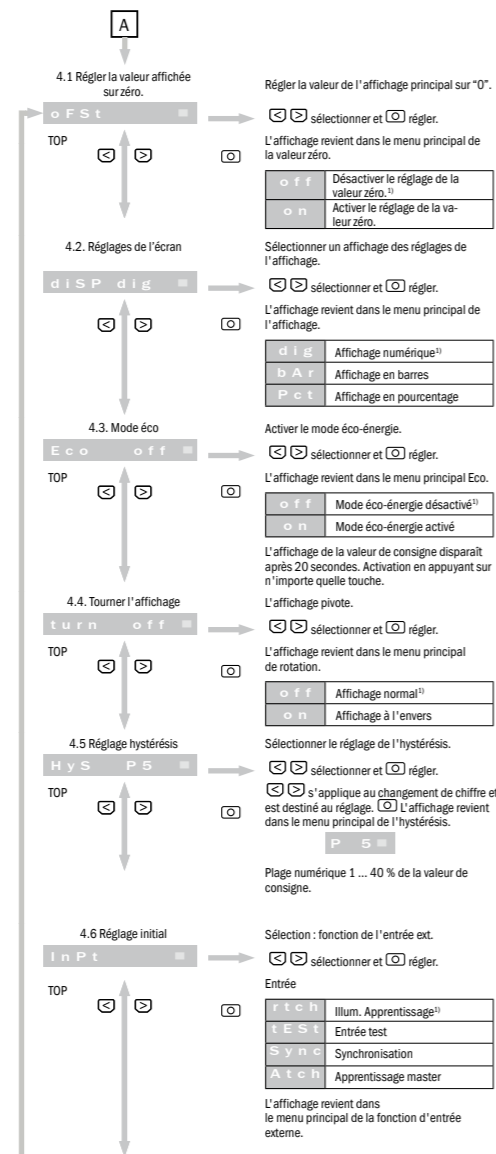 A
4.1 Régler la valeur affichée
sur zéro.
oFSt
TOP
Régler la valeur de l'affichage principal sur “0”.
sélectionner et régler.
L'affichage revient dans le menu principal de
la valeur zéro.
off Désactiver le réglage de la
valeur zéro.1)
on Activer le réglage de la va-
leur zéro.
4.2. Réglages de l’écran
diSP dig
Sélectionner un affichage des réglages de
l'affichage.
sélectionner et régler.
L'affichage revient dans le menu principal de
l'affichage.
dig Affichage numérique1)
bAr Affichage en barres
Pct Affichage en pourcentage
4.3. Mode éco
Eco off
TOP
Activer le mode éco-énergie.
sélectionner et régler.
L'affichage revient dans le menu principal Eco.
off Mode éco-énergie désactivé1)
on Mode éco-énergie activé
L'affichage de la valeur de consigne disparaît
après 20 secondes. Activation en appuyant sur
n'importe quelle touche.
4.4. Tourner l'affichage
turn off
TOP
L'affichage pivote.
sélectionner et régler.
L'affichage revient dans le menu principal
de rotation.
off Affichage normal1)
on Affichage à l'envers
4.5 Réglage hystérésis
HyS P5
TOP
Sélectionner le réglage de l'hystérésis.
sélectionner et régler.
s'applique au changement de chiffre et
est destiné au réglage. L'affichage revient
dans le menu principal de l'hystérésis.
P 5
Plage numérique 1 ... 40 % de la valeur de
consigne.
4.6 Réglage initial
InPt
TOP
Sélection : fonction de l'entrée ext.
sélectionner et régler.
Entrée
rtch Illum. Apprentissage1)
tESt Entrée test
Sync Synchronisation
Atch Apprentissage master
L'affichage revient dans
le menu principal de la fonction d'entrée
externe.